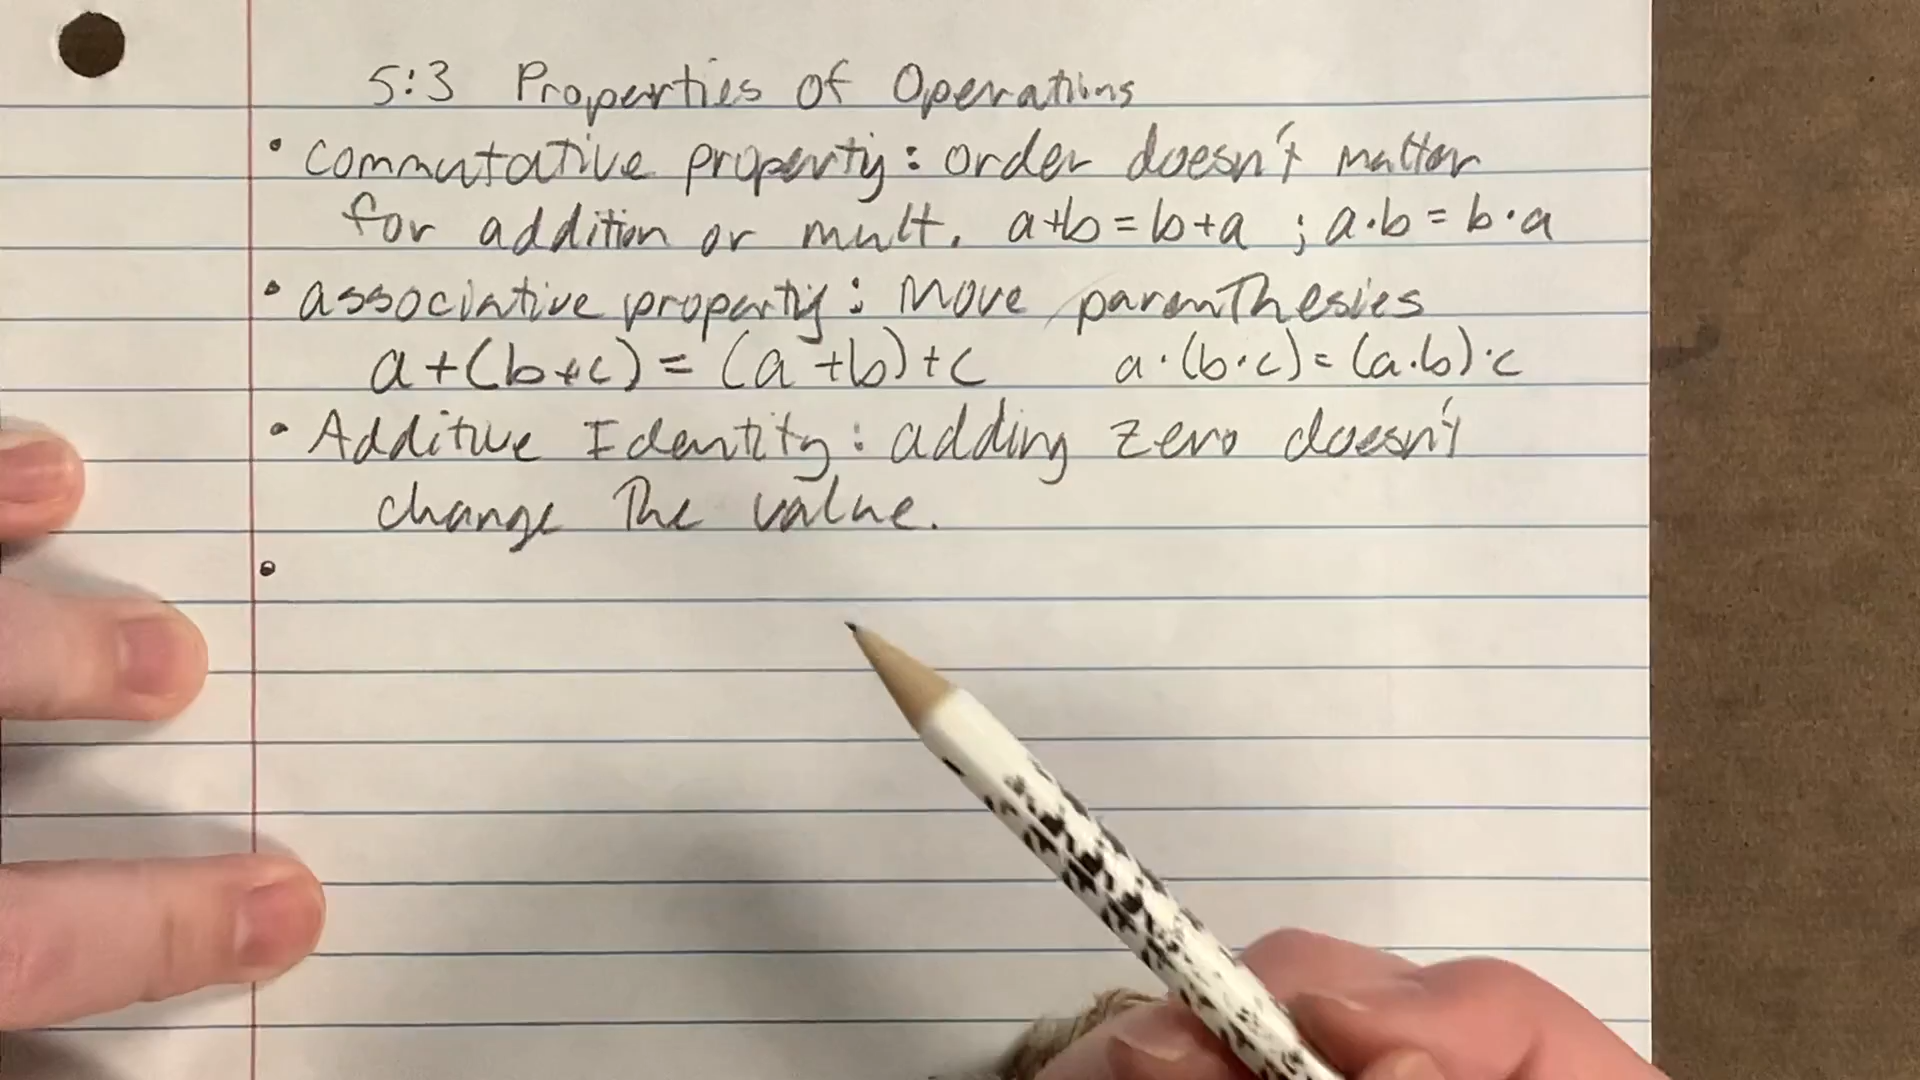 5:3 Properties of Operations
• commutative property: order doesn't matter
for addition or mult. a+b=b+a ; a·b=b·a
• associative property: Move parenthesies
a+(b+c)=(a+b)+c a·(b·c)=(a·b)·c
• Additive Identity: adding zero doesn't
change the value.
•